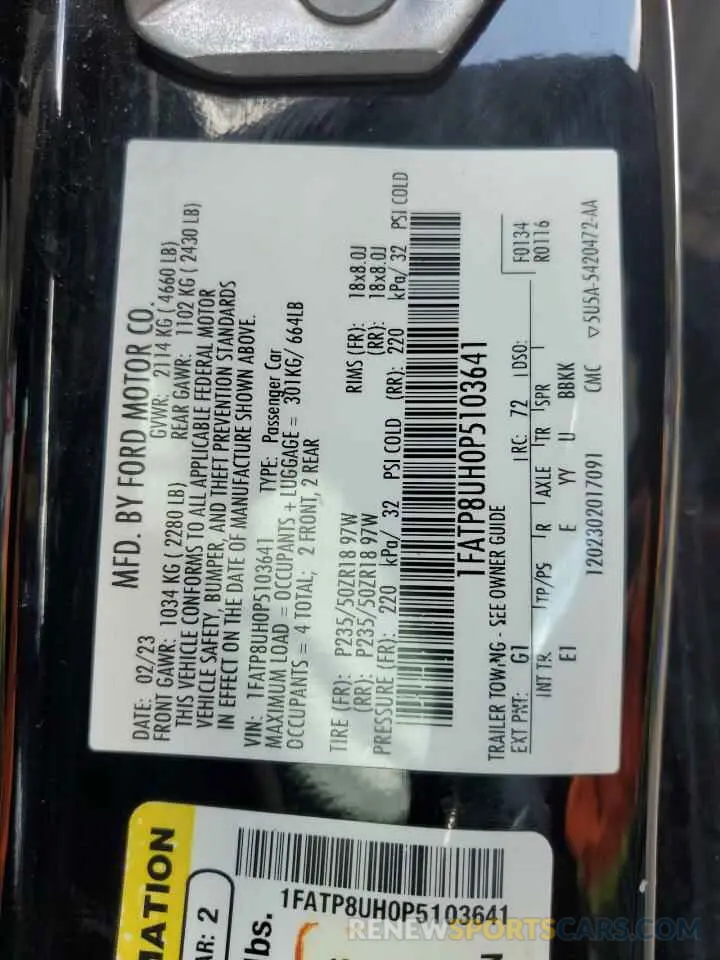 MFD. BY FORD MOTOR CO.
DATE: 02/23 GVWR: 2114 KG (4660 LB)
FRONT GAWR: 1034 KG (2280 LB) REAR GAWR: 1102 KG (2430 LB)
THIS VEHICLE CONFORMS TO ALL APPLICABLE FEDERAL MOTOR
VEHICLE SAFETY, BUMPER, AND THEFT PREVENTION STANDARDS
IN EFFECT ON THE DATE OF MANUFACTURE SHOWN ABOVE.
VIN: 1FATP8UH0P5103641 TYPE: Passenger Car
MAXIMUM LOAD = OCCUPANTS + LUGGAGE = 301KG/ 664LB
OCCUPANTS = 4 TOTAL; 2 FRONT, 2 REAR
TIRE (FR): P235/50ZR18 97W RIMS (FR): 18x8.0J
(RR): P235/50ZR18 97W (RR): 18x8.0J
PRESSURE (FR): 220 kPa/ 32 PSI COLD (RR): 220 kPa/ 32 PSI COLD
1FATP8UH0P5103641
TRAILER TOWING - SEE OWNER GUIDE
F0134
R0116
EXT PNT: G1 RC: 72 DSO:
INT TR TP/PS R AXLE TR SPR
E1 E YY U BBKK
1202302017091 CMC ▽5U5A-5420472-AA
MATION
AR: 2
lbs.
1FATP8UH0P5103641
RENEWSPORTSCARS.COM